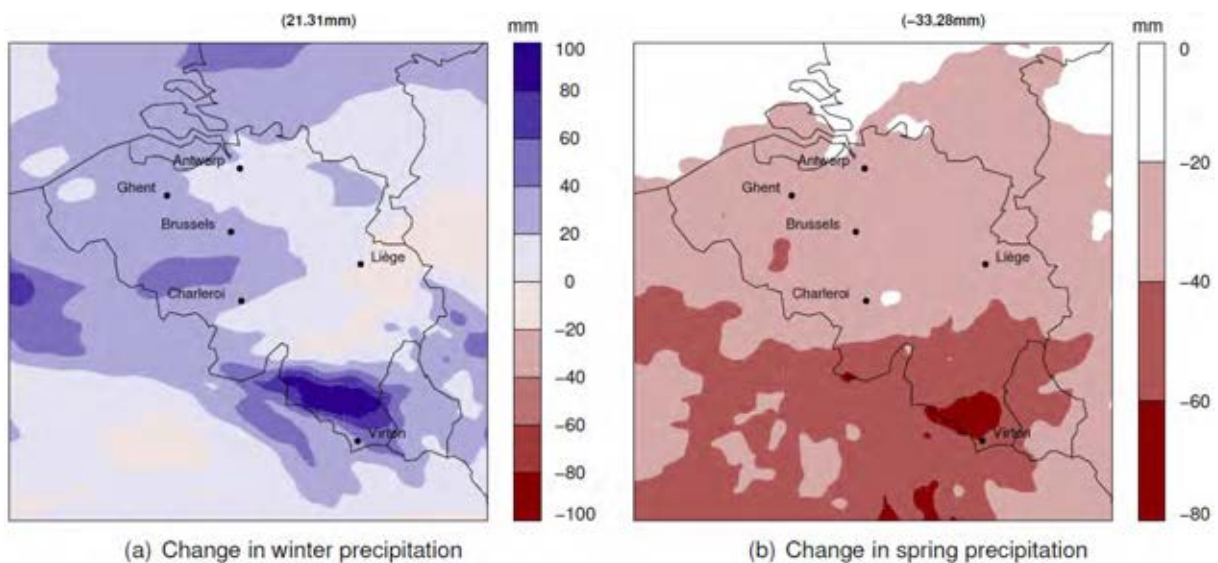 (21.31mm)
mm
100
80
60
40
20
0
−20
−40
−60
−80
−100
Antwerp
Ghent
Brussels
Liège
Charleroi
Virton
(a) Change in winter precipitation
(−33.28mm)
mm
0
−20
−40
−60
−80
Antwerp
Ghent
Brussels
Liège
Charleroi
Virton
(b) Change in spring precipitation